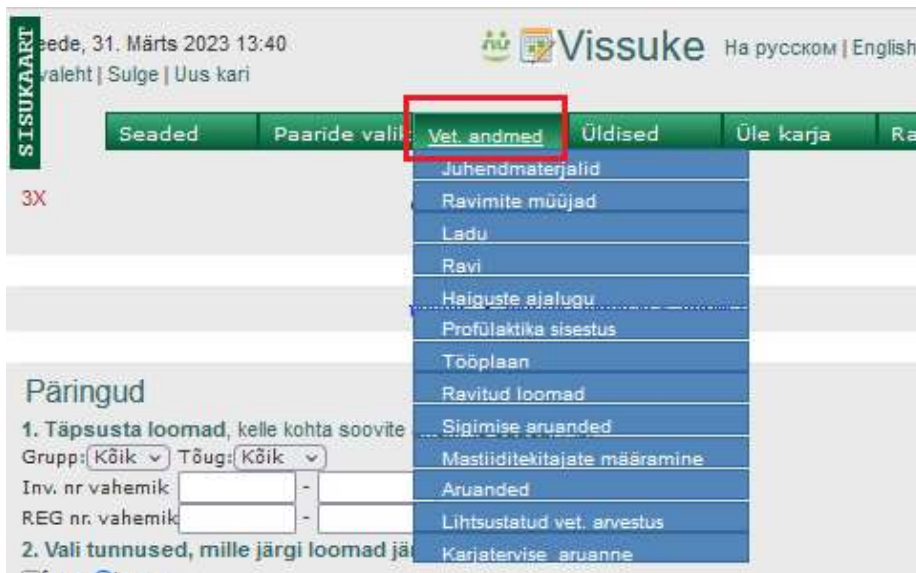 SISUKAART
eede, 31. Märts 2023 13:40
Vissuke На русском | English
valeht | Sulge | Uus kari
Seaded Paaride valik Vet. andmed Üldised Üle karja Ra
3X
Juhendmaterjalid
Ravimite müüjad
Ladu
Ravi
Haiguste ajalugu
Profülaktika sisestus
Tööplaan
Ravitud loomad
Sigimise aruanded
Mastiiditekitajate määramine
Aruanded
Lihtsustatud vet. arvestus
Karjatervise aruanne
Päringud
1. Täpsusta loomad, kelle kohta soovite
Grupp: Kõik Tõug: Kõik
Inv. nr vahemik -
REG nr. vahemik -
2. Vali tunnused, mille järgi loomad jär